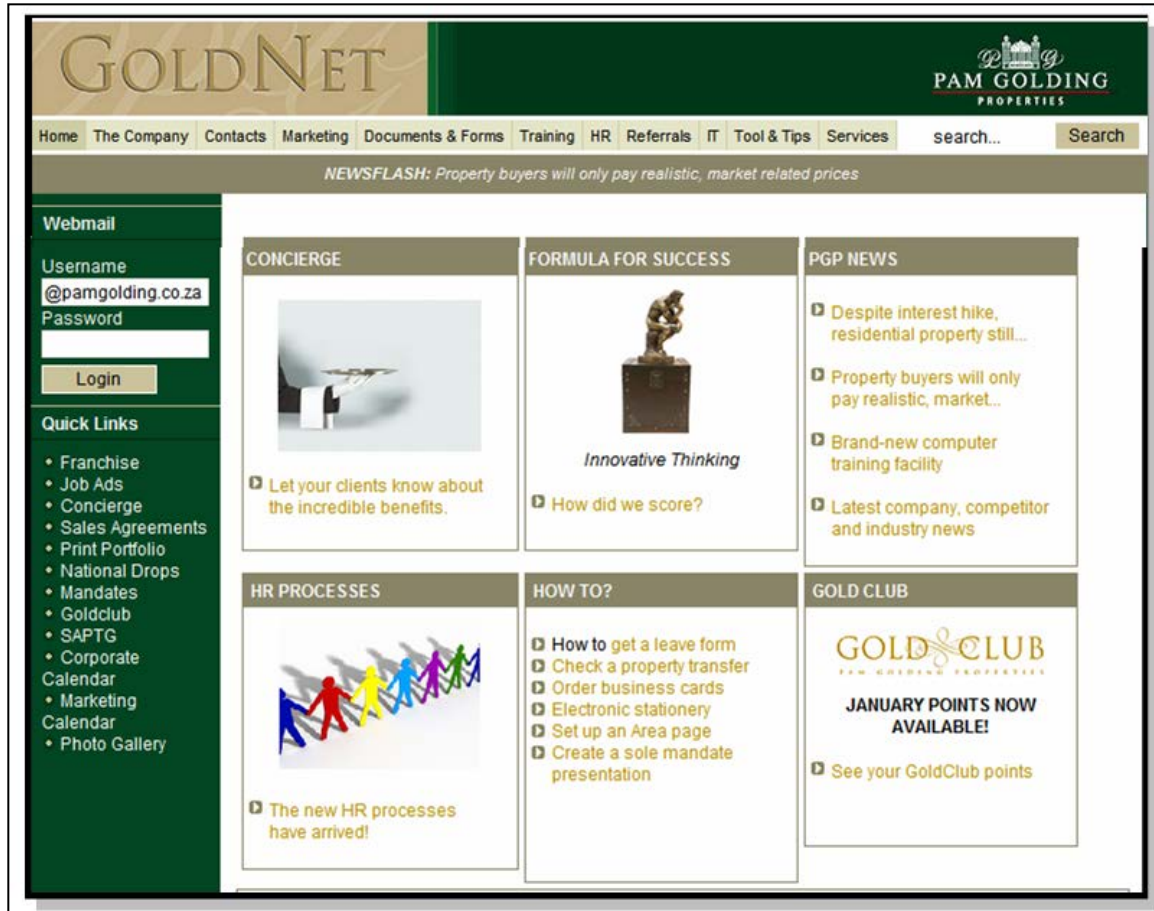 GOLDNET
PAM GOLDING
PROPERTIES
Home The Company Contacts Marketing Documents & Forms Training HR Referrals IT Tool & Tips Services search... Search
NEWSFLASH: Property buyers will only pay realistic, market related prices
Webmail
Username
@pamgolding.co.za
Password
Login
Quick Links
• Franchise
• Job Ads
• Concierge
• Sales Agreements
• Print Portfolio
• National Drops
• Mandates
• Goldclub
• SAPTG
• Corporate
Calendar
• Marketing
Calendar
• Photo Gallery
CONCIERGE
Let your clients know about
the incredible benefits.
FORMULA FOR SUCCESS
Innovative Thinking
How did we score?
PGP NEWS
Despite interest hike,
residential property still...
Property buyers will only
pay realistic, market...
Brand-new computer
training facility
Latest company, competitor
and industry news
HR PROCESSES
The new HR processes
have arrived!
HOW TO?
How to get a leave form
Check a property transfer
Order business cards
Electronic stationery
Set up an Area page
Create a sole mandate
presentation
GOLD CLUB
GOLD CLUB
PAM GOLDING PROPERTIES
JANUARY POINTS NOW
AVAILABLE!
See your GoldClub points